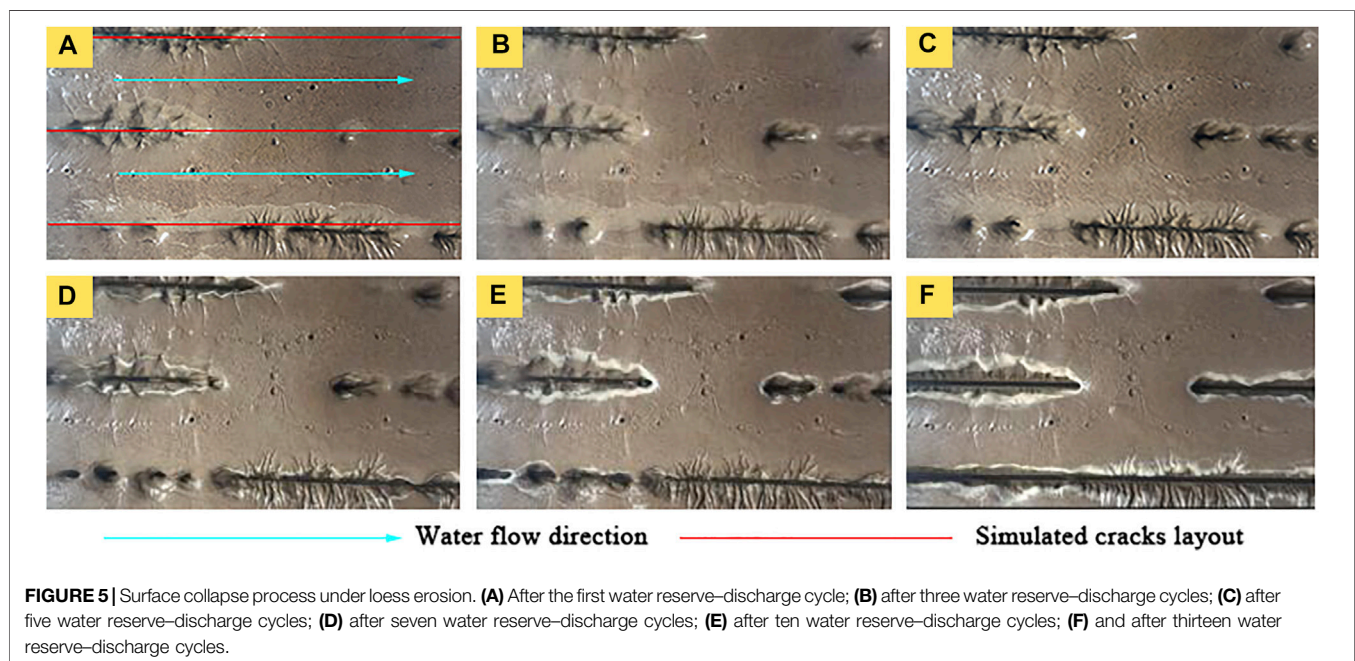 A
B
C
D
E
F
Water flow direction
Simulated cracks layout
FIGURE 5 | Surface collapse process under loess erosion. (A) After the first water reserve–discharge cycle; (B) after three water reserve–discharge cycles; (C) after
five water reserve–discharge cycles; (D) after seven water reserve–discharge cycles; (E) after ten water reserve–discharge cycles; (F) and after thirteen water
reserve–discharge cycles.